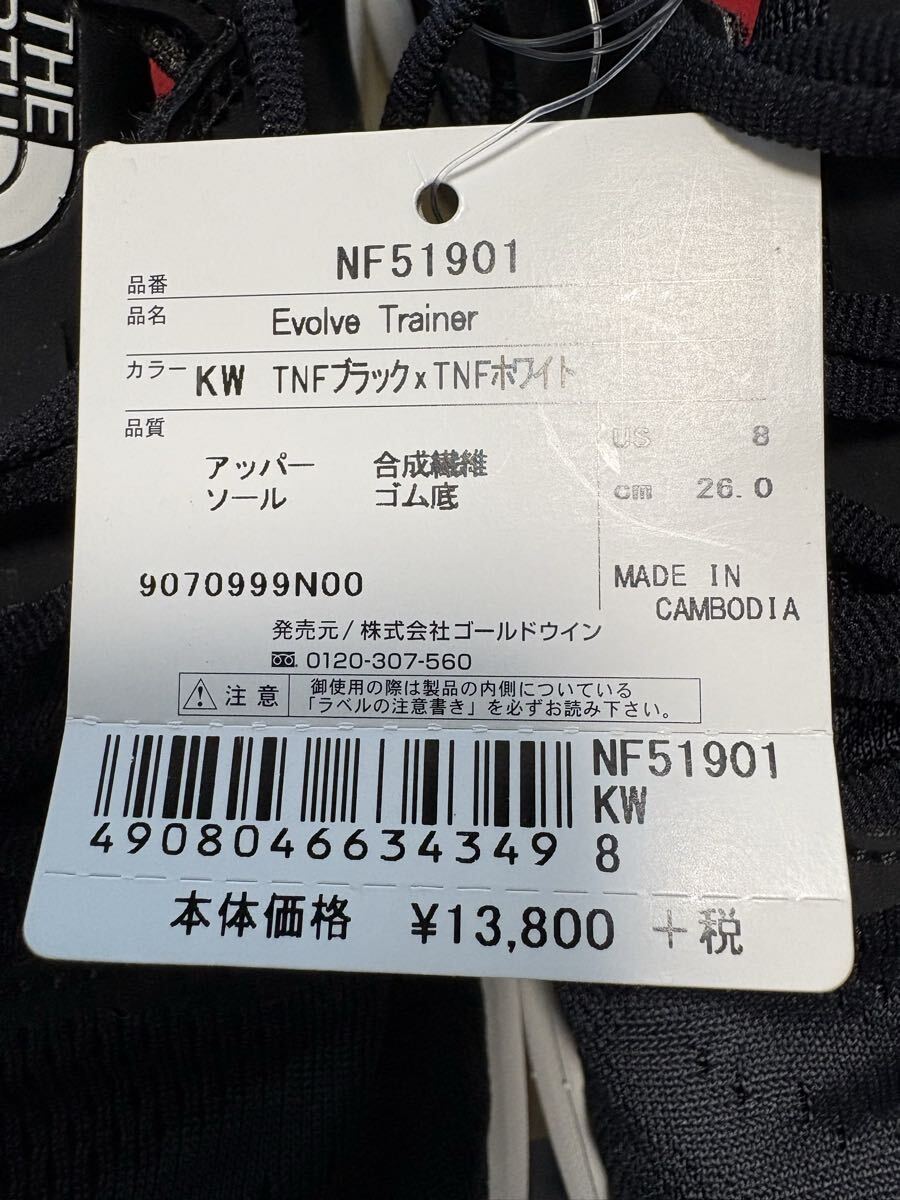 THE
品番 NF51901
品名 Evolve Trainer
カラー KW TNFブラックxTNFホワイト
品質
アッパー 合成繊維
ソール ゴム底
US 8
cm 26.0
9070999N00
MADE IN
CAMBODIA
発売元/株式会社ゴールドウイン
0120-307-560
注意
御使用の際は製品の内側についている
「ラベルの注意書き」を必ずお読み下さい。
4908046634349
NF51901
KW
8
本体価格 ¥13,800 +税